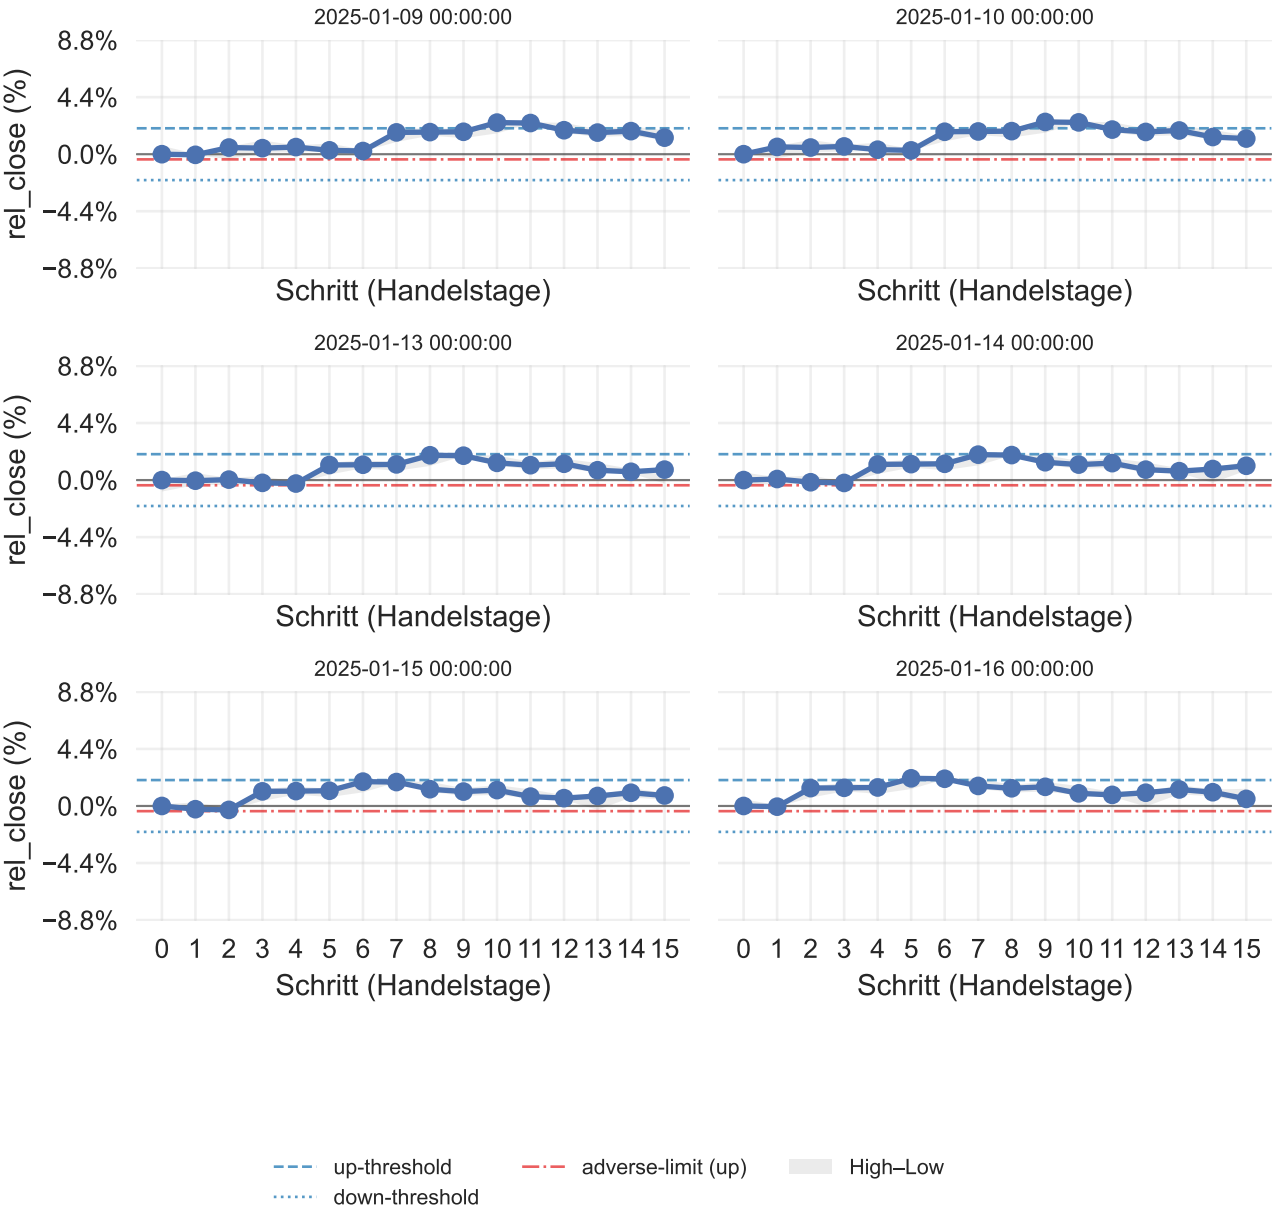 2025-01-09 00:00:00
2025-01-10 00:00:00
8.8%
4.4%
0.0%
−4.4%
−8.8%
rel_close (%)
Schritt (Handelstage)
Schritt (Handelstage)
2025-01-13 00:00:00
2025-01-14 00:00:00
8.8%
4.4%
0.0%
−4.4%
−8.8%
rel_close (%)
Schritt (Handelstage)
Schritt (Handelstage)
2025-01-15 00:00:00
2025-01-16 00:00:00
8.8%
4.4%
0.0%
−4.4%
−8.8%
rel_close (%)
0 1 2 3 4 5 6 7 8 9 10 11 12 13 14 15
0 1 2 3 4 5 6 7 8 9 10 11 12 13 14 15
Schritt (Handelstage)
Schritt (Handelstage)
up-threshold
adverse-limit (up)
High–Low
down-threshold